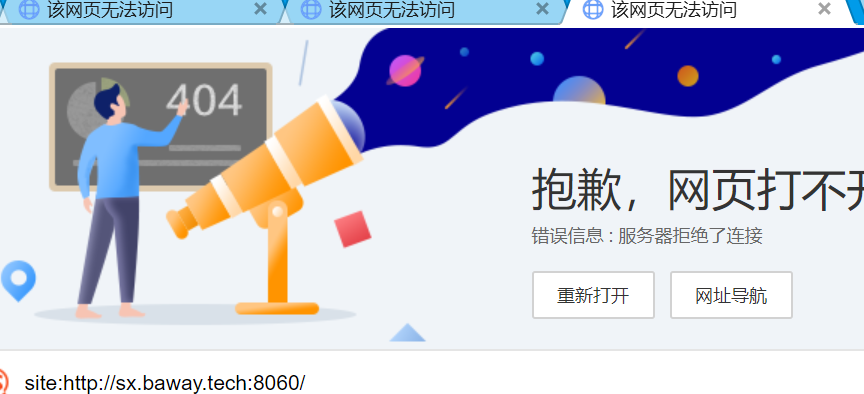 该网页无法访问
该网页无法访问
该网页无法访问
404
抱歉，网页打不开
错误信息：服务器拒绝了连接
重新打开
网址导航
site:http://sx.baway.tech:8060/